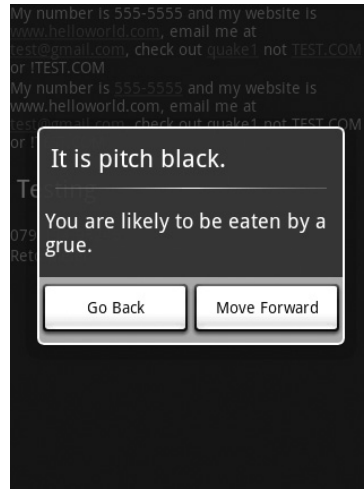 My number is 555-5555 and my website is
www.helloworld.com, email me at
test@gmail.com, check out quake1 not TEST.COM
or !TEST.COM
My number is 555-5555 and my website is
www.helloworld.com, email me at
test@gmail.com, check out quake1 not TEST.COM
or
It is pitch black.
Testing
You are likely to be eaten by a
079
grue.
Go Back Move Forward